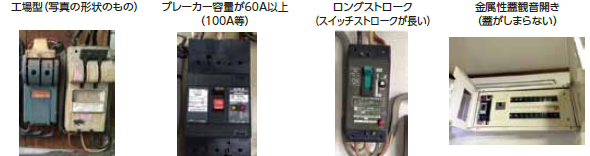 工場型（写真の形状のもの）
ブレーカー容量が60A以上
（100A等）
ロングストローク
（スイッチストロークが長い）
金属性蓋観音開き
（蓋がしまらない）